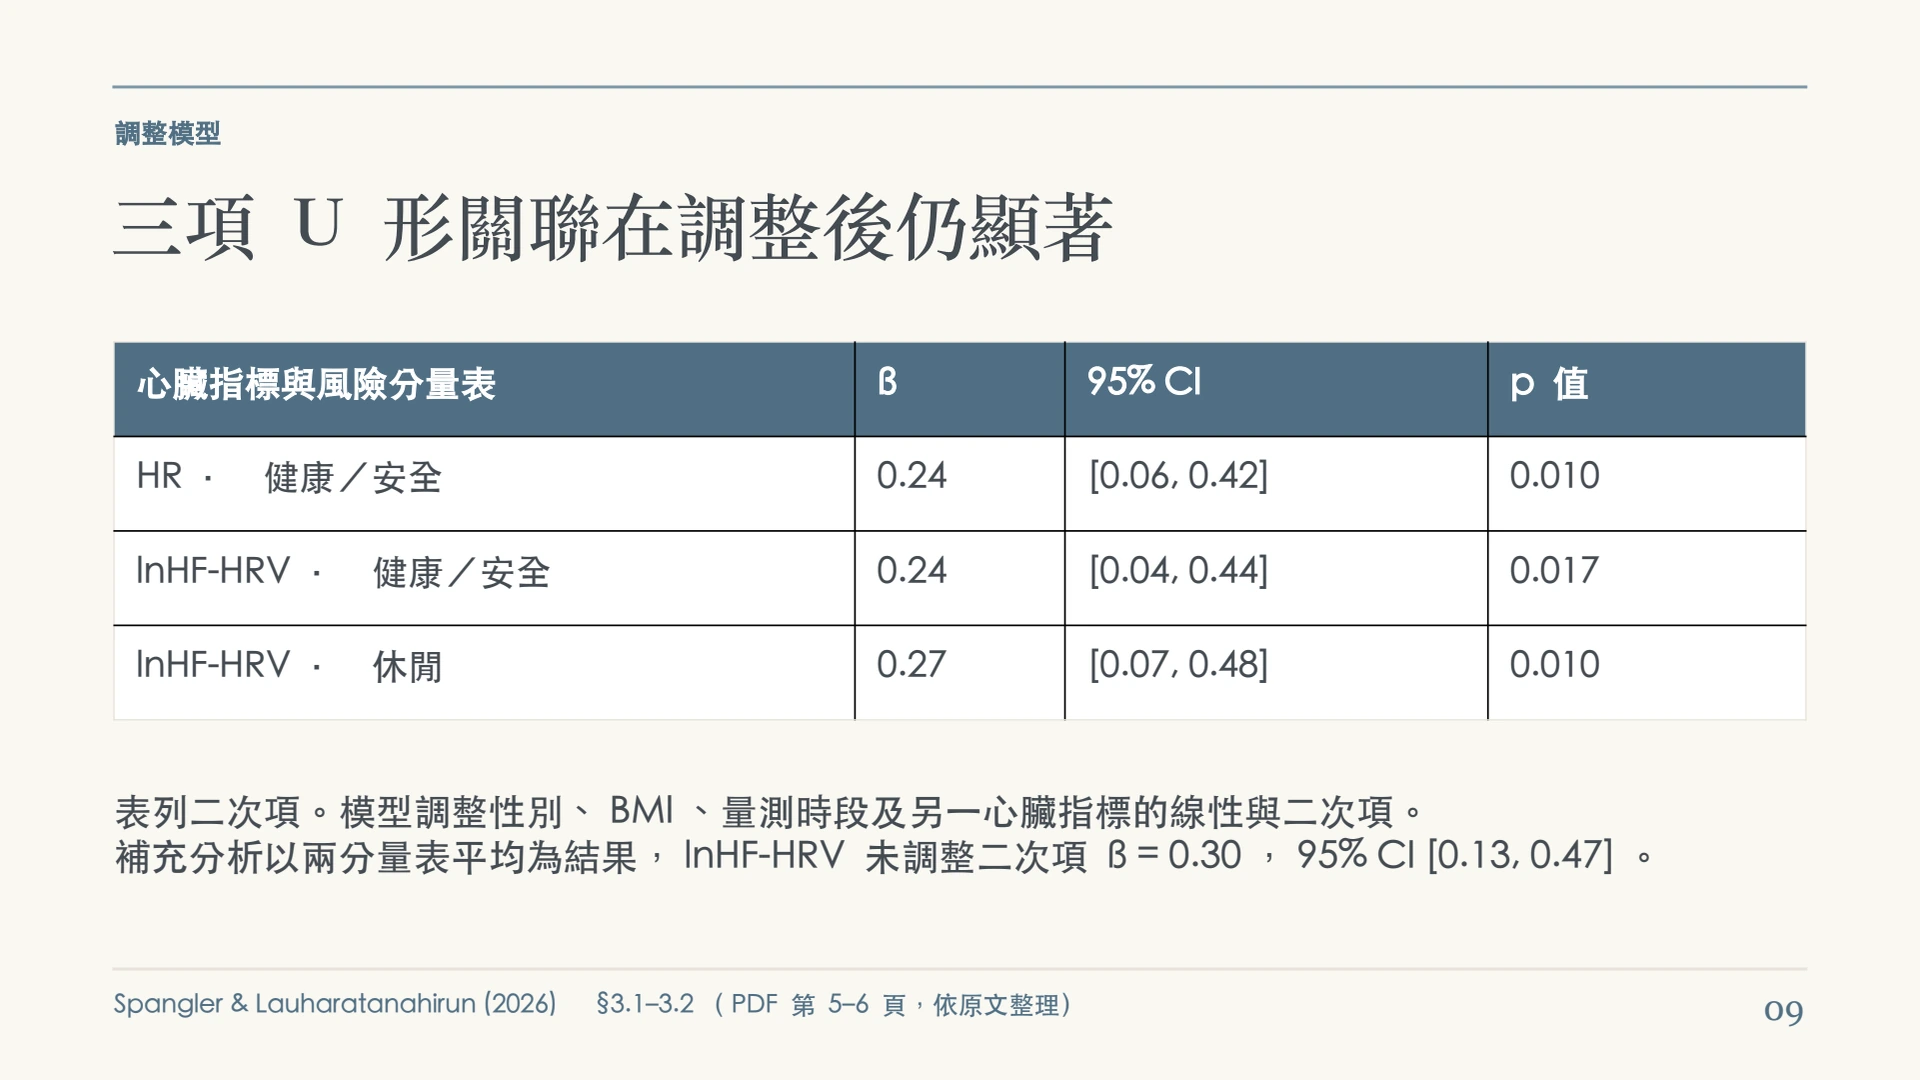 調整模型
三項 U 形關聯在調整後仍顯著
心臟指標與風險分量表 ß 95% CI p 值
HR · 健康／安全 0.24 [0.06, 0.42] 0.010
lnHF-HRV · 健康／安全 0.24 [0.04, 0.44] 0.017
lnHF-HRV · 休閒 0.27 [0.07, 0.48] 0.010
表列二次項。模型調整性別、BMI、量測時段及另一心臟指標的線性與二次項。
補充分析以兩分量表平均為結果，lnHF-HRV 未調整二次項 ß = 0.30，95% CI [0.13, 0.47]。
Spangler & Lauharatanahirun (2026) §3.1–3.2（PDF 第 5–6 頁，依原文整理）
09